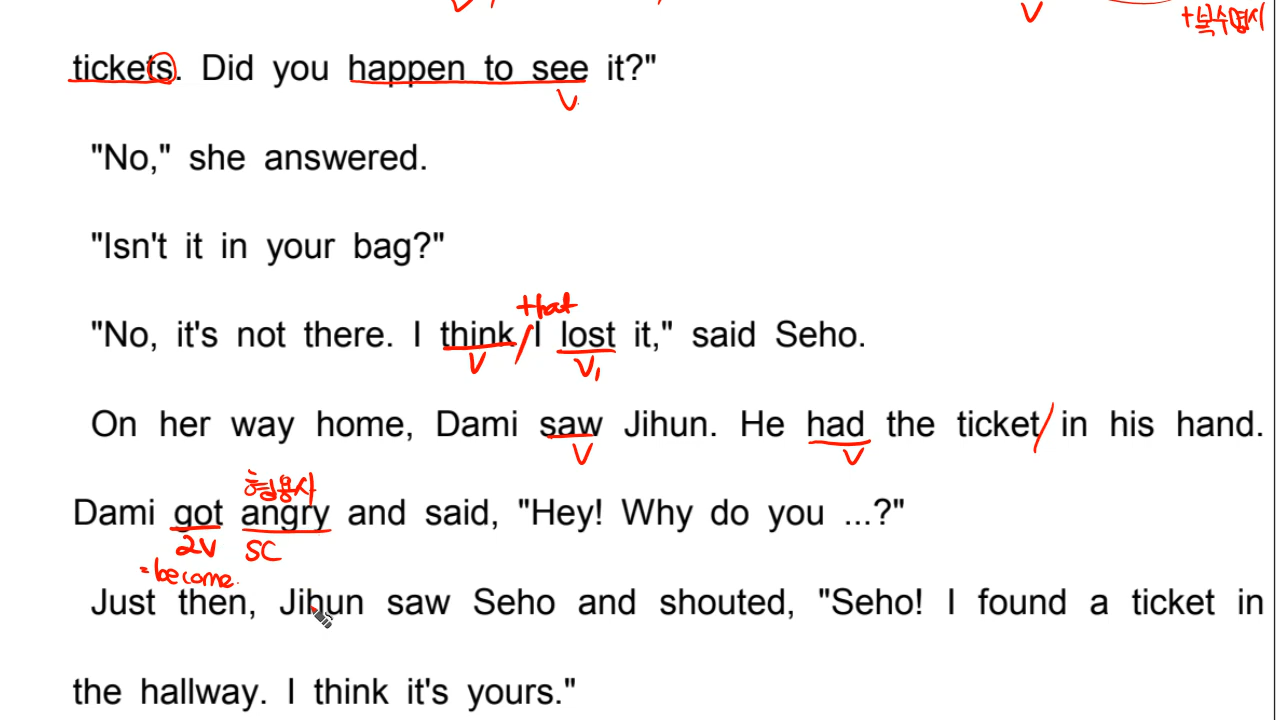 V
V
+복수명사
tickets. Did you happen to see it?"
V
"No," she answered.
"Isn't it in your bag?"
that
"No, it's not there. I think / I lost it," said Seho.
V V1
On her way home, Dami saw Jihun. He had the ticket / in his hand.
V V
형용사
Dami got angry and said, "Hey! Why do you ...?"
2V SC
=become.
Just then, Jihun saw Seho and shouted, "Seho! I found a ticket in
the hallway. I think it's yours."